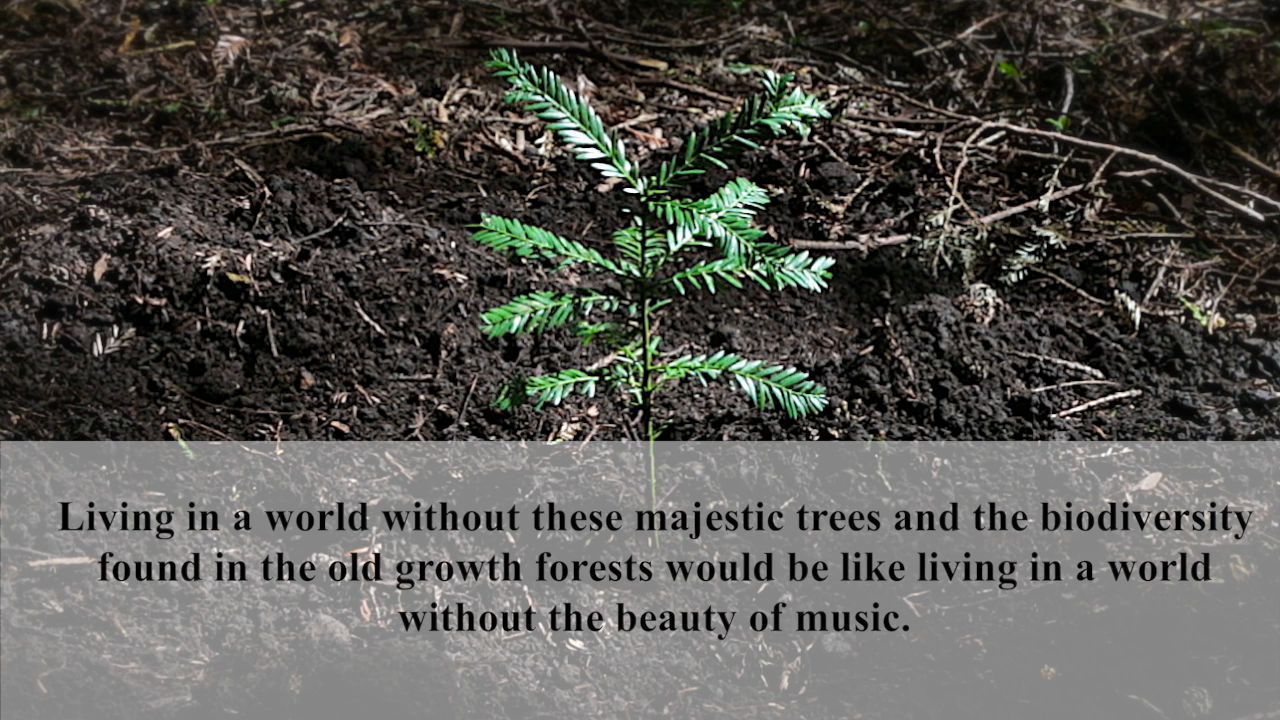 Living in a world without these majestic trees and the biodiversity
found in the old growth forests would be like living in a world
without the beauty of music.